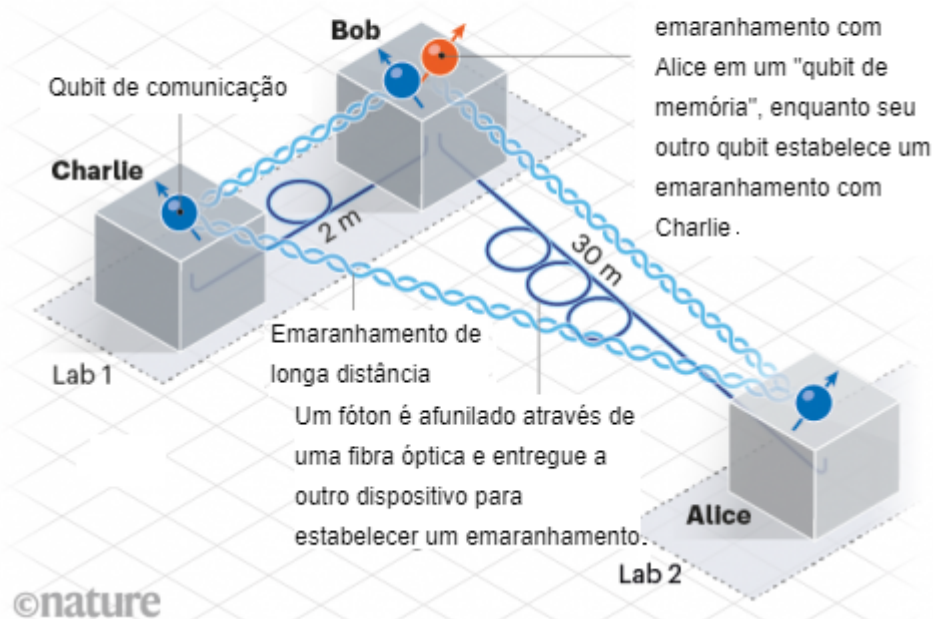 Bob
emaranhamento com
Alice em um "qubit de
memória", enquanto seu
outro qubit estabelece um
emaranhamento com
Charlie.
Qubit de comunicação
Charlie
2 m
30 m
Lab 1
Emaranhamento de
longa distância
Um fóton é afunilado através de
uma fibra óptica e entregue a
outro dispositivo para
estabelecer um emaranhamento.
Alice
Lab 2
©nature